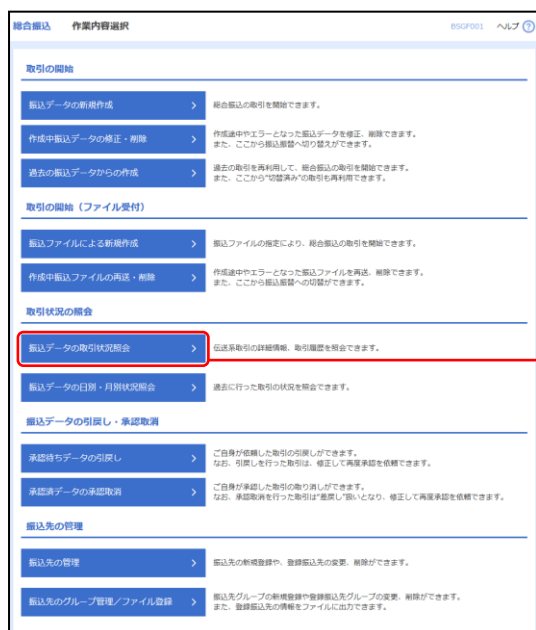 総合振込 作業内容選択 BSGF001 ヘルプ ?
取引の開始
振込データの新規作成 > 総合振込の取引を開始できます。
作成中振込データの修正・削除 > 作成途中やエラーとなった振込データを修正、削除できます。
また、ここから振込振替へ切り替えができます。
過去の振込データからの作成 > 過去の取引を再利用して、総合振込の取引を開始できます。
また、ここから"切替済み"の取引も再利用できます。
取引の開始（ファイル受付）
振込ファイルによる新規作成 > 振込ファイルの指定により、総合振込の取引を開始できます。
作成中振込ファイルの再送・削除 > 作成途中やエラーとなった振込ファイルを再送、削除できます。
また、ここから振込振替への切替ができます。
取引状況の照会
振込データの取引状況照会 > 伝送系取引の詳細情報、取引履歴を照会できます。
振込データの日別・月別状況照会 > 過去に行った取引の状況を照会できます。
振込データの引戻し・承認取消
承認待ちデータの引戻し > ご自身が依頼した取引の引戻しができます。
なお、引戻しを行った取引は、修正して再度承認を依頼できます。
承認済データの承認取消 > ご自身が承認した取引の取り消しができます。
なお、承認取消を行った取引は"差戻し"扱いとなり、修正して再度承認を依頼できます。
振込先の管理
振込先の管理 > 振込先の新規登録や、登録振込先の変更、削除ができます。
振込先のグループ管理／ファイル登録 > 振込先グループの新規登録や登録振込先グループの変更、削除ができます。
また、登録振込先の情報をファイルに出力できます。